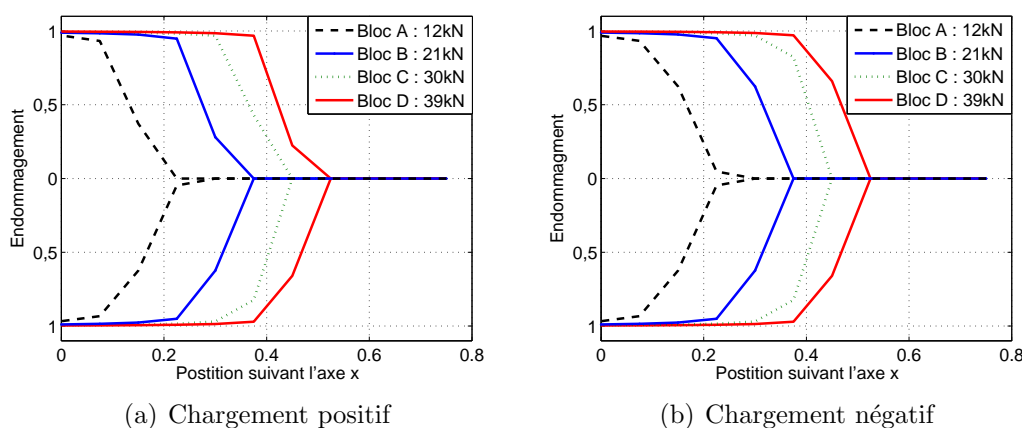 1
0,5
0
0,5
1
0
0.2
0.4
0.6
0.8
Postition suivant l'axe x
Endommagement
Bloc A : 12kN
Bloc B : 21kN
Bloc C : 30kN
Bloc D : 39kN
(a) Chargement positif
1
0,5
0
0,5
1
0
0.2
0.4
0.6
0.8
Postition suivant l'axe x
Endommagment
Bloc A : 12kN
Bloc B : 21kN
Bloc C : 30kN
Bloc D : 39kN
(b) Chargement négatif